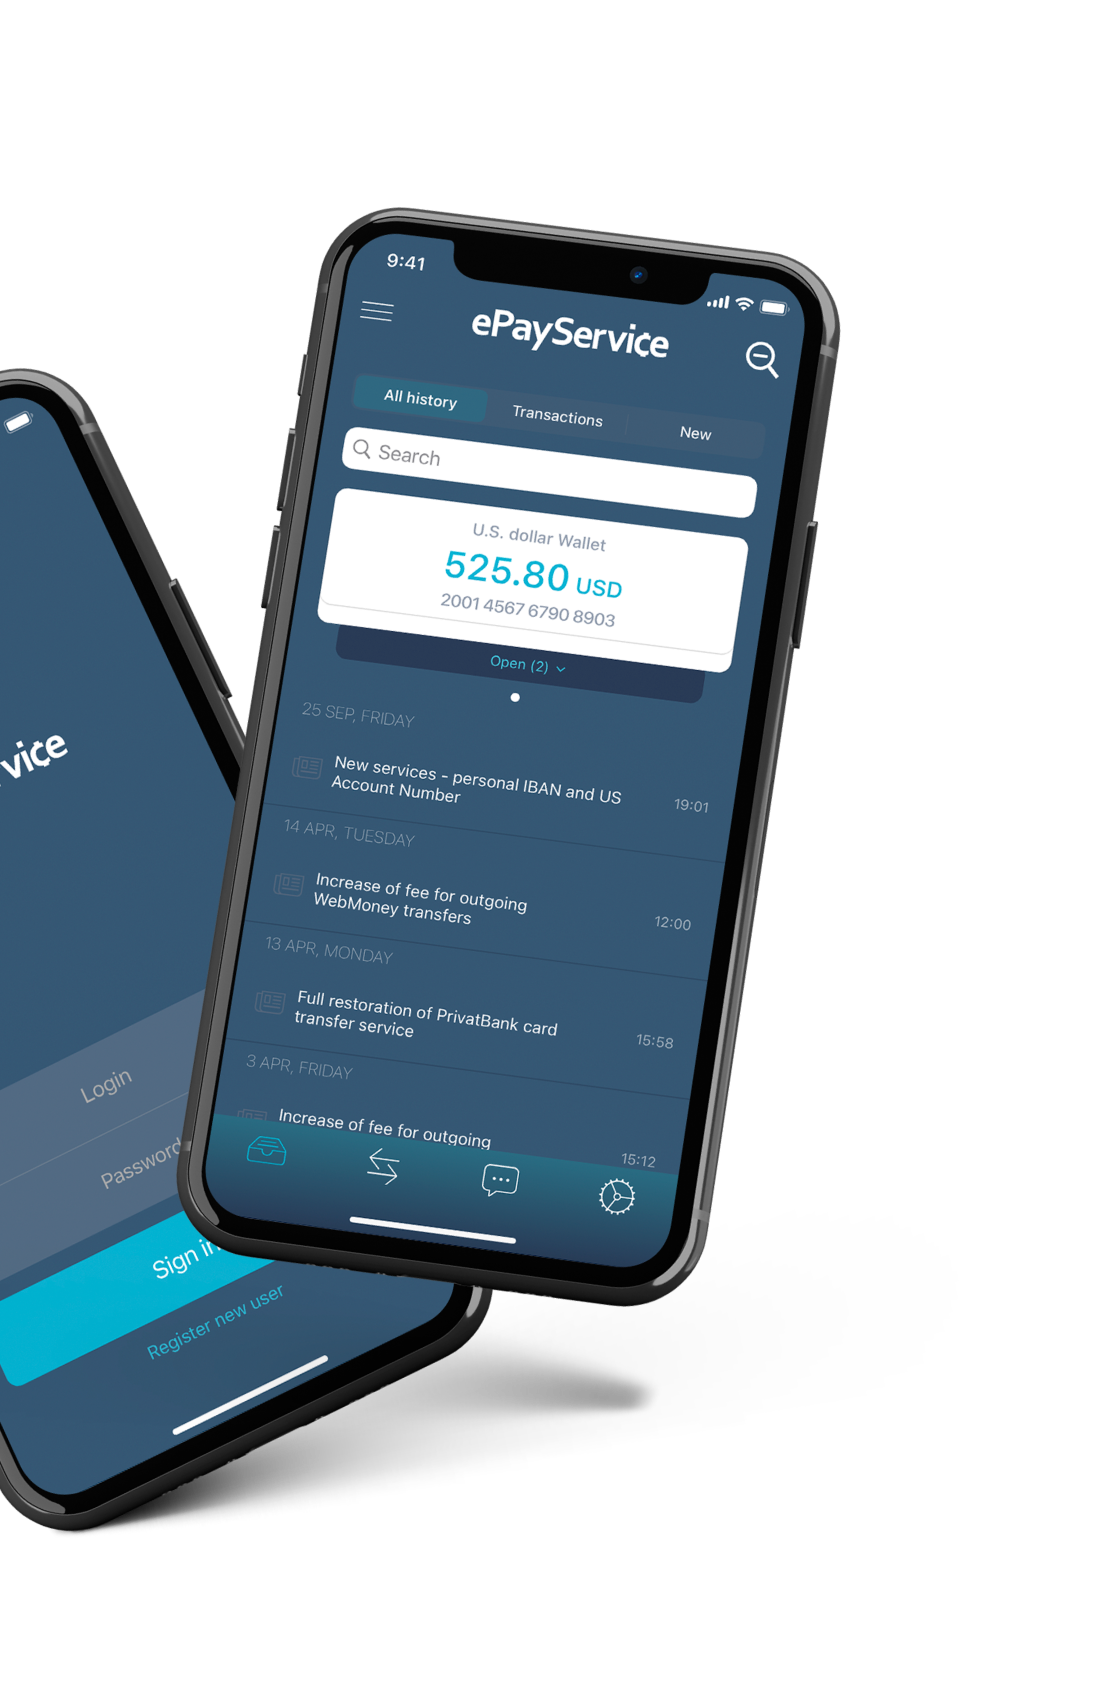 9:41
ePayService
All history
Transactions
New
Search
U.S. dollar Wallet
525.80 USD
2001 4567 6790 8903
Open (2)
25 SEP, FRIDAY
New services - personal IBAN and US
Account Number
19:01
14 APR, TUESDAY
Increase of fee for outgoing
WebMoney transfers
12:00
13 APR, MONDAY
Full restoration of PrivatBank card
transfer service
15:58
3 APR, FRIDAY
Increase of fee for outgoing
15:12
rvice
Login
Password
Sign in
Register new user